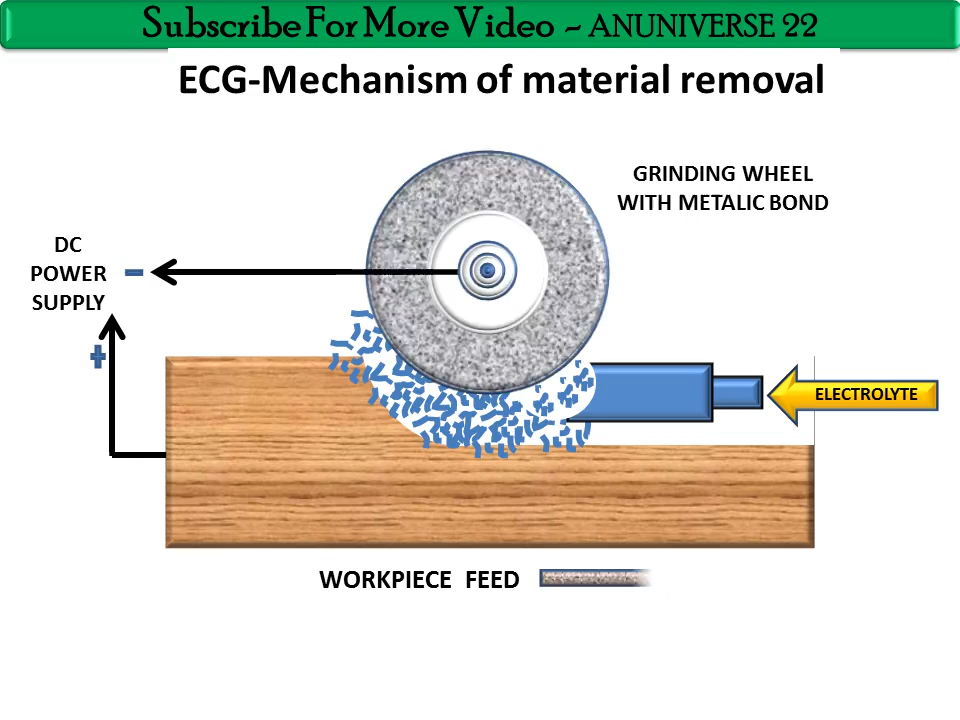 Subscribe For More Video - ANUNIVERSE 22
ECG-Mechanism of material removal
GRINDING WHEEL
WITH METALIC BOND
DC
POWER
SUPPLY
-
+
ELECTROLYTE
WORKPIECE FEED